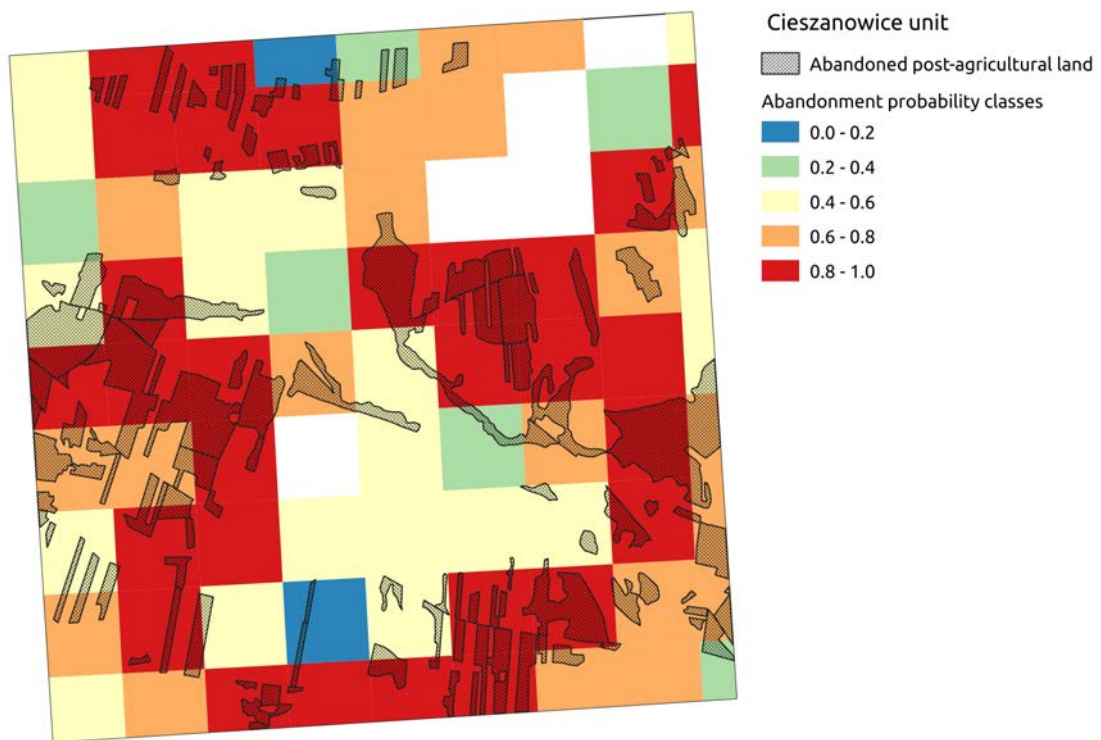 Cieszanowice unit
Abandoned post-agricultural land
Abandonment probability classes
0.0 - 0.2
0.2 - 0.4
0.4 - 0.6
0.6 - 0.8
0.8 - 1.0